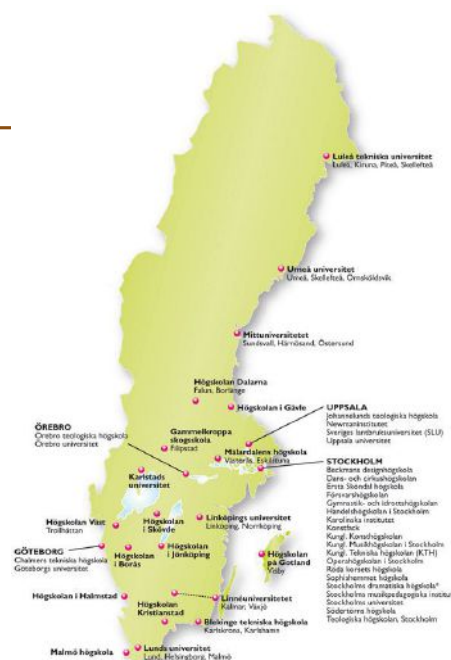 Luleå tekniska universitet
Luleå, Kiruna, Piteå, Skellefteå
Umeå universitet
Umeå, Skellefteå, Örnsköldsvik
Mittuniversitetet
Sundsvall, Härnösand, Östersund
Högskolan Dalarna
Falun, Borlänge
Högskolan i Gävle
Gammelkroppa
skogsskola
Filipstad
ÖREBRO
Örebro teologiska högskola
Örebro universitet
Mälardalens högskola
Västerås, Eskilstuna
UPPSALA
Johannelunds teologiska högskola
Newmaninstitutet
Sveriges lantbruksuniversitet (SLU)
Uppsala universitet
STOCKHOLM
Beckmans designhögskola
Dans- och cirkushögskolan
Ersta Sköndal högskola
Försvarshögskolan
Gymnastik- och idrottshögskolan
Handelshögskolan i Stockholm
Karolinska institutet
Konstfack
Kungl. Konsthögskolan
Kungl. Musikhögskolan i Stockholm
Kungl. Tekniska högskolan (KTH)
Operahögskolan i Stockholm
Röda korsets högskola
Sophiahemmet högskola
Stockholms dramatiska högskola*
Stockholms musikpedagogiska institut
Stockholms universitet
Södertörns högskola
Teologiska högskolan, Stockholm
Karlstads
universitet
Högskolan Väst
Trollhättan
Högskolan
i Skövde
Linköpings universitet
Linköping, Norrköping
GÖTEBORG
Chalmers tekniska högskola
Göteborgs universitet
Högskolan
i Borås
Högskolan
i Jönköping
Högskolan
på Gotland
Visby
Högskolan i Halmstad
Högskolan
Kristianstad
Linnéuniversitetet
Kalmar, Växjö
Blekinge tekniska högskola
Karlskrona, Karlshamn
Malmö högskola
Lunds universitet
Lund, Helsingborg, Malmö